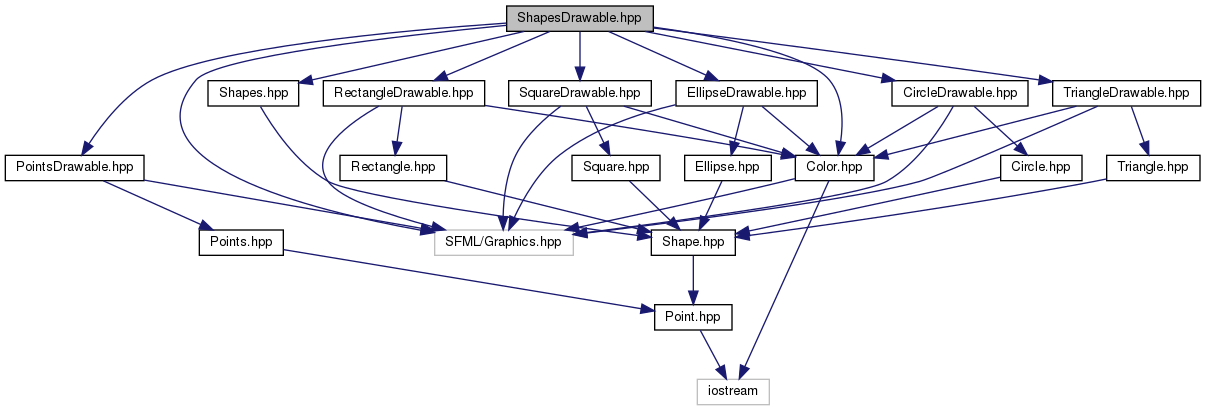 ShapesDrawable.hpp
Shapes.hpp
RectangleDrawable.hpp
SquareDrawable.hpp
EllipseDrawable.hpp
CircleDrawable.hpp
TriangleDrawable.hpp
PointsDrawable.hpp
Rectangle.hpp
Square.hpp
Ellipse.hpp
Color.hpp
Circle.hpp
Triangle.hpp
Points.hpp
SFML/Graphics.hpp
Shape.hpp
Point.hpp
iostream